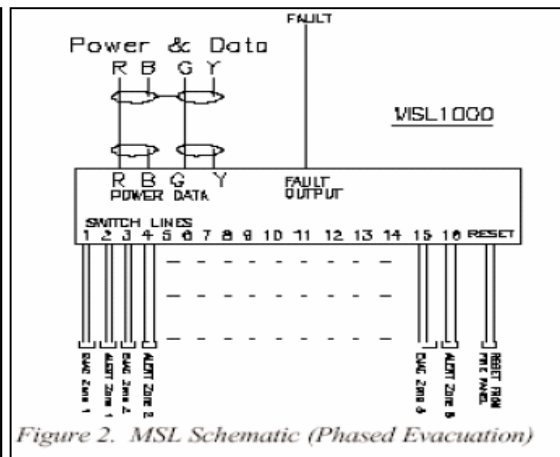 FAULT
Power & Data
R B G Y
VISL1000
R B G Y
POWER DATA
FAULT
OUTPUT
SWITCH LINES
1 2 3 4 5 6 7 8 9 10 11 12 13 14 15 16 RESET
EVAC Zone 1
ALERT Zone 1
EVAC Zone 2
ALERT Zone 2
EVAC Zone 8
ALERT Zone 8
RESET FROM
FIRE PANEL
Figure 2. MSL Schematic (Phased Evacuation)